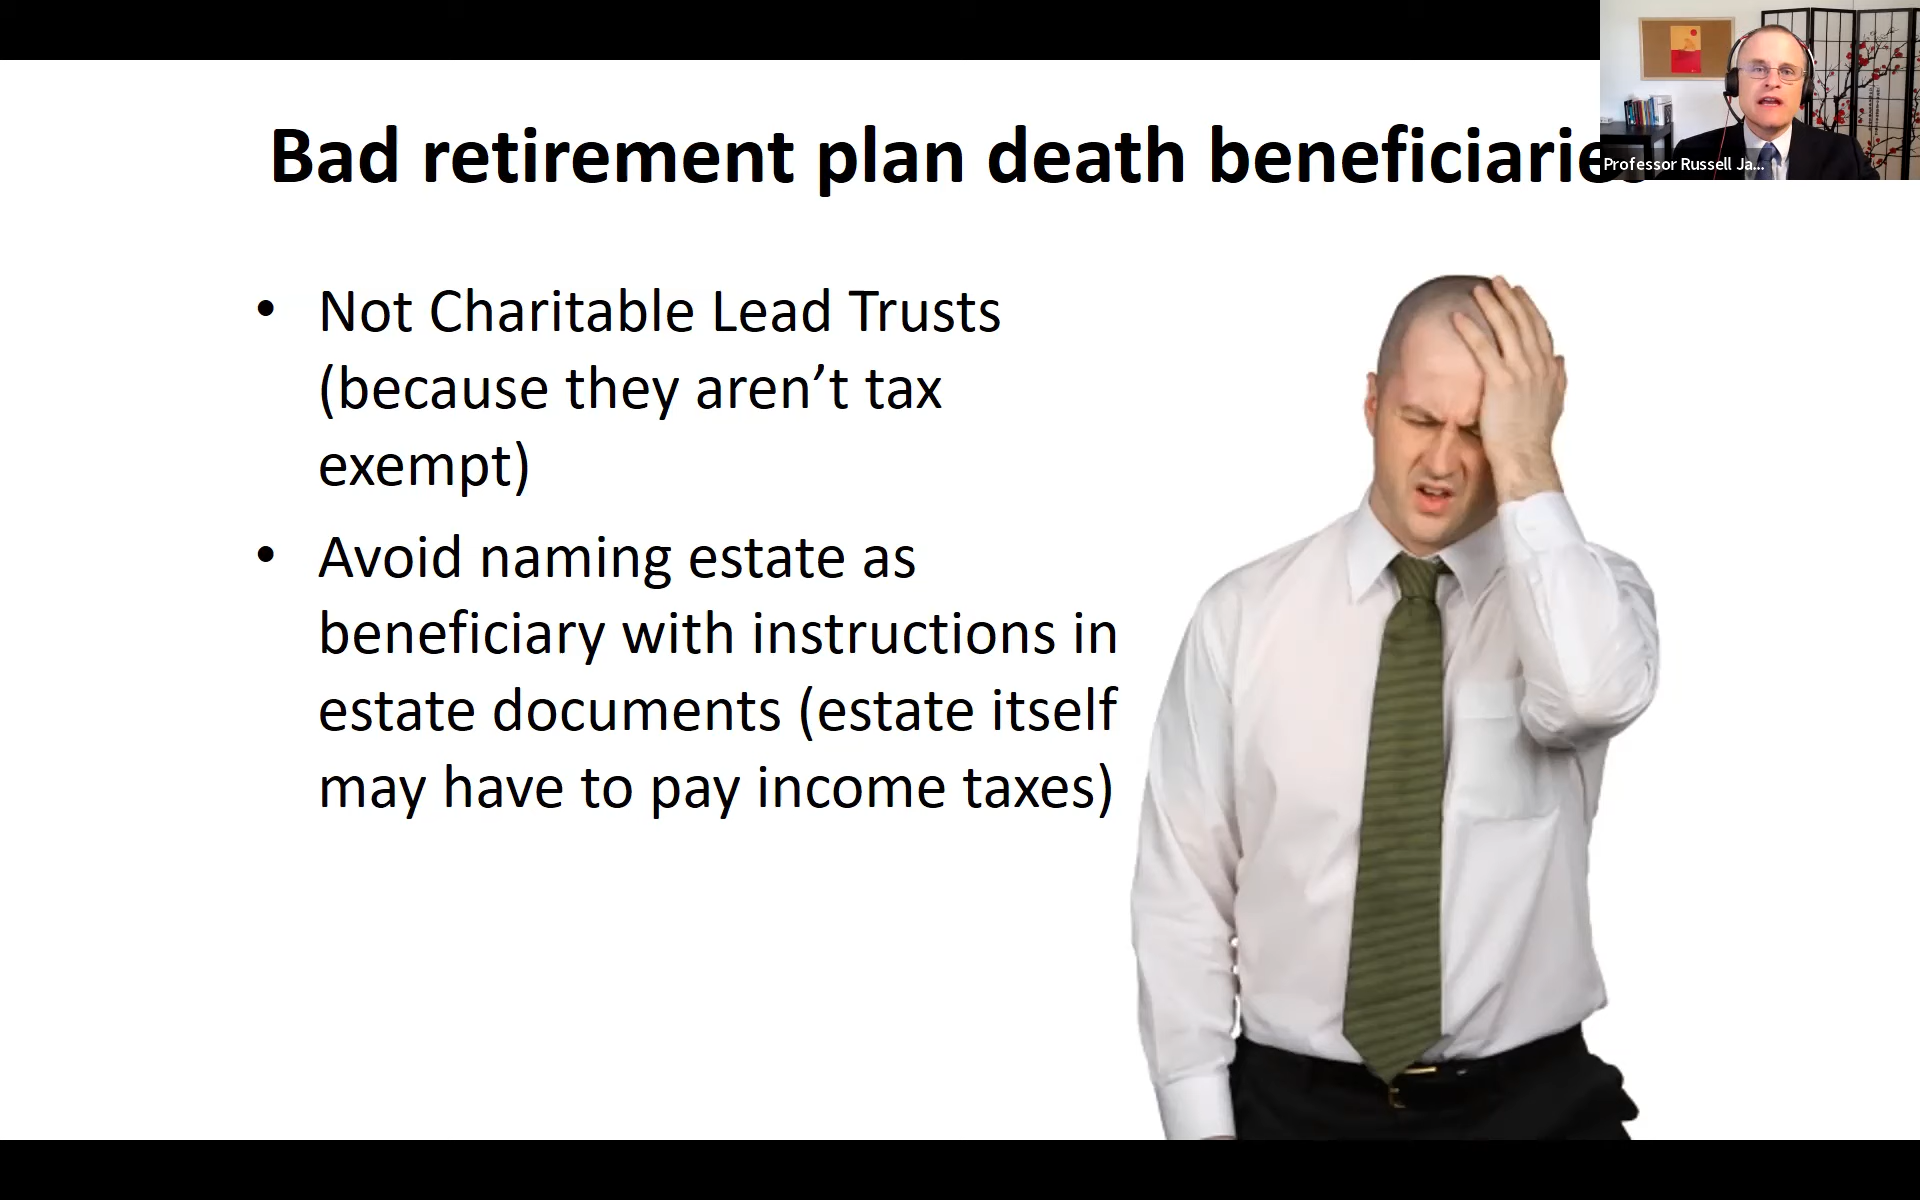 Bad retirement plan death beneficiarie
Professor Russell Ja...
• Not Charitable Lead Trusts
(because they aren’t tax
exempt)
• Avoid naming estate as
beneficiary with instructions in
estate documents (estate itself
may have to pay income taxes)